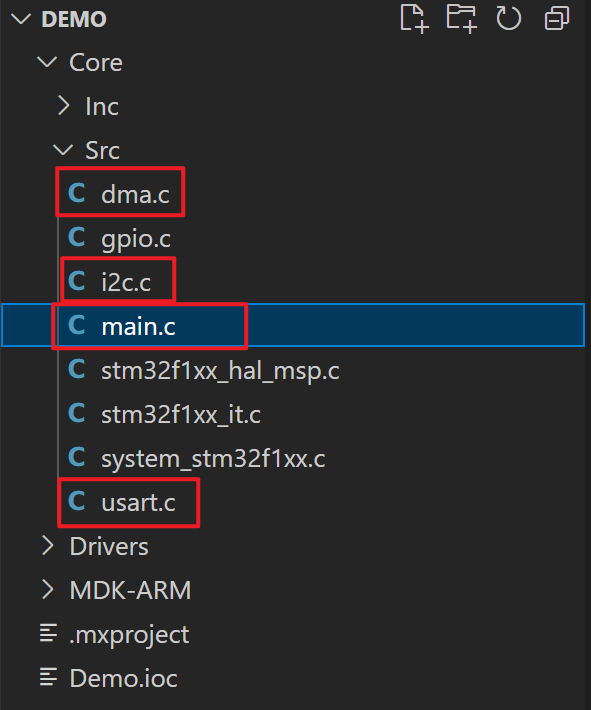 DEMO
Core
Inc
Src
C dma.c
C gpio.c
C i2c.c
C main.c
C stm32f1xx_hal_msp.c
C stm32f1xx_it.c
C system_stm32f1xx.c
C usart.c
Drivers
MDK-ARM
.mxproject
Demo.ioc